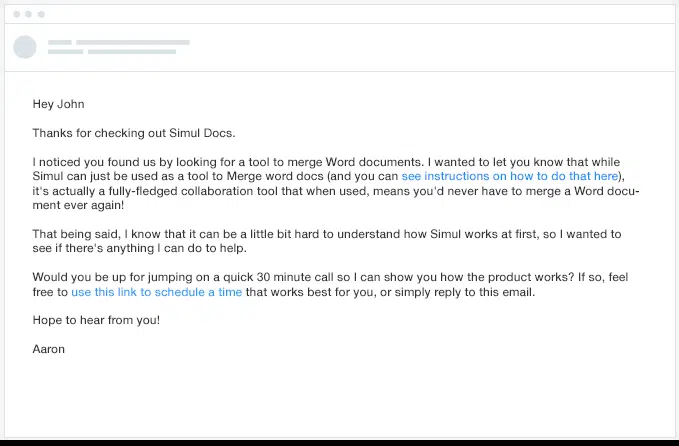 Hey John
Thanks for checking out Simul Docs.
I noticed you found us by looking for a tool to merge Word documents. I wanted to let you know that while
Simul can just be used as a tool to Merge word docs (and you can see instructions on how to do that here),
it's actually a fully-fledged collaboration tool that when used, means you'd never have to merge a Word docu-
ment ever again!
That being said, I know that it can be a little bit hard to understand how Simul works at first, so I wanted to
see if there's anything I can do to help.
Would you be up for jumping on a quick 30 minute call so I can show you how the product works? If so, feel
free to use this link to schedule a time that works best for you, or simply reply to this email.
Hope to hear from you!
Aaron